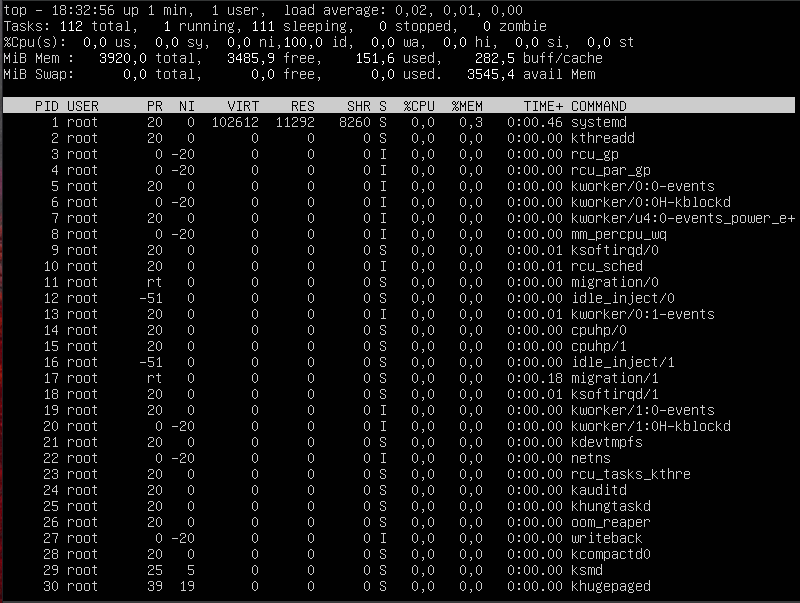 top - 18:32:56 up 1 min,  1 user,  load average: 0,02, 0,01, 0,00
Tasks: 112 total,   1 running, 111 sleeping,   0 stopped,   0 zombie
%Cpu(s):  0,0 us,  0,0 sy,  0,0 ni,100,0 id,  0,0 wa,  0,0 hi,  0,0 si,  0,0 st
MiB Mem :   3920,0 total,   3485,9 free,    151,6 used,    282,5 buff/cache
MiB Swap:      0,0 total,      0,0 free,      0,0 used.   3545,4 avail Mem
PID USER      PR  NI    VIRT    RES    SHR S  %CPU  %MEM     TIME+ COMMAND
1 root      20   0  102612  11292   8260 S   0,0   0,3   0:00.46 systemd
2 root      20   0       0      0      0 S   0,0   0,0   0:00.00 kthreadd
3 root       0 -20       0      0      0 I   0,0   0,0   0:00.00 rcu_gp
4 root       0 -20       0      0      0 I   0,0   0,0   0:00.00 rcu_par_gp
5 root      20   0       0      0      0 I   0,0   0,0   0:00.00 kworker/0:0-events
6 root       0 -20       0      0      0 I   0,0   0,0   0:00.00 kworker/0:0H-kblockd
7 root      20   0       0      0      0 I   0,0   0,0   0:00.00 kworker/u4:0-events_power_e+
8 root       0 -20       0      0      0 I   0,0   0,0   0:00.00 mm_percpu_wq
9 root      20   0       0      0      0 S   0,0   0,0   0:00.01 ksoftirqd/0
10 root      20   0       0      0      0 I   0,0   0,0   0:00.01 rcu_sched
11 root      rt   0       0      0      0 S   0,0   0,0   0:00.00 migration/0
12 root     -51   0       0      0      0 S   0,0   0,0   0:00.00 idle_inject/0
13 root      20   0       0      0      0 I   0,0   0,0   0:00.01 kworker/0:1-events
14 root      20   0       0      0      0 S   0,0   0,0   0:00.00 cpuhp/0
15 root      20   0       0      0      0 S   0,0   0,0   0:00.00 cpuhp/1
16 root     -51   0       0      0      0 S   0,0   0,0   0:00.00 idle_inject/1
17 root      rt   0       0      0      0 S   0,0   0,0   0:00.18 migration/1
18 root      20   0       0      0      0 S   0,0   0,0   0:00.01 ksoftirqd/1
19 root      20   0       0      0      0 I   0,0   0,0   0:00.00 kworker/1:0-events
20 root       0 -20       0      0      0 I   0,0   0,0   0:00.00 kworker/1:0H-kblockd
21 root      20   0       0      0      0 S   0,0   0,0   0:00.00 kdevtmpfs
22 root       0 -20       0      0      0 I   0,0   0,0   0:00.00 netns
23 root      20   0       0      0      0 S   0,0   0,0   0:00.00 rcu_tasks_kthre
24 root      20   0       0      0      0 S   0,0   0,0   0:00.00 kauditd
25 root      20   0       0      0      0 S   0,0   0,0   0:00.00 khungtaskd
26 root      20   0       0      0      0 S   0,0   0,0   0:00.00 oom_reaper
27 root       0 -20       0      0      0 I   0,0   0,0   0:00.00 writeback
28 root      20   0       0      0      0 S   0,0   0,0   0:00.00 kcompactd0
29 root      25   5       0      0      0 S   0,0   0,0   0:00.00 ksmd
30 root      39  19       0      0      0 S   0,0   0,0   0:00.00 khugepaged